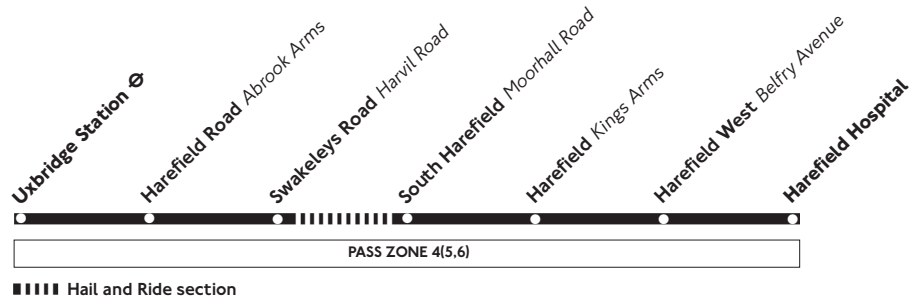 Uxbridge Station
Harefield Road Abrook Arms
Swakeleys Road Harvil Road
South Harefield Moorhall Road
Harefield Kings Arms
Harefield West Belfry Avenue
Harefield Hospital
PASS ZONE 4(5,6)
Hail and Ride section